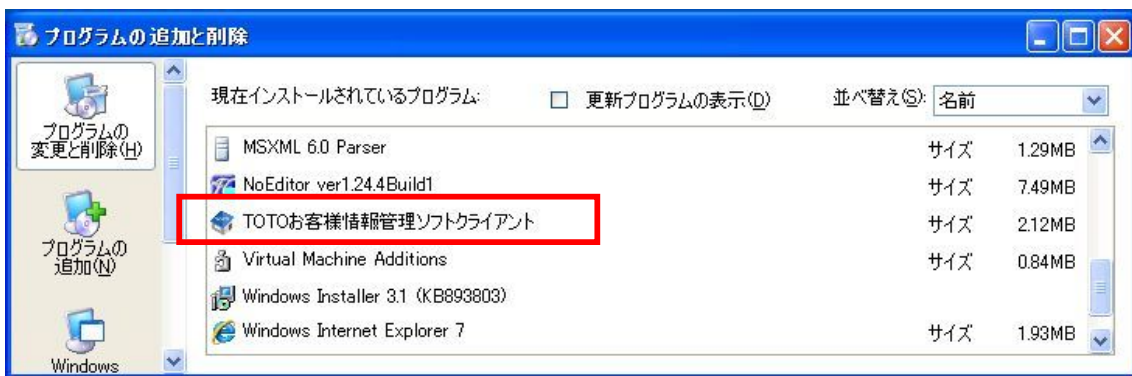 プログラムの追加と削除
プログラムの
変更と削除(H)
プログラムの
追加(N)
Windows
現在インストールされているプログラム:
更新プログラムの表示(D)
並べ替え(S):
名前
MSXML 6.0 Parser サイズ 1.29MB
NoEditor ver1.24.4Build1 サイズ 7.49MB
TOTOお客様情報管理ソフトクライアント サイズ 2.12MB
Virtual Machine Additions サイズ 0.84MB
Windows Installer 3.1 (KB893803)
Windows Internet Explorer 7 サイズ 1.93MB